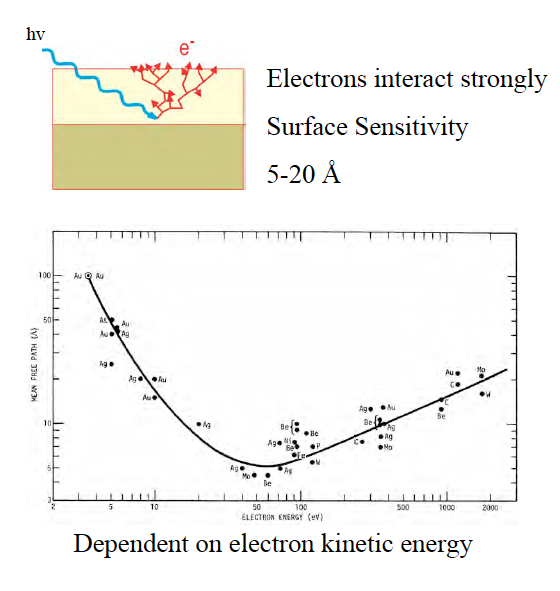 hν
e-
Electrons interact strongly
Surface Sensitivity
5-20 Å
MEAN FREE PATH (Å)
100
50
10
5
3
Au Au
Au
Au Ag
Ag
Ag Au
Au
Ag
Ag
Mo
Be
Ag
Ag
Be
Be
Be
Fe
P
W
Ag Au
Be
Ag
Ag
C
Mo
Au
C
C
Be
Mo
W
2 5 10 50 100 500 1000 2000
ELECTRON ENERGY (eV)
Dependent on electron kinetic energy